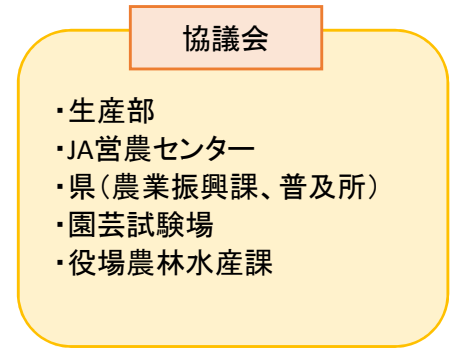 協議会
・生産部
・JA営農センター
・県（農業振興課、普及所）
・園芸試験場
・役場農林水産課